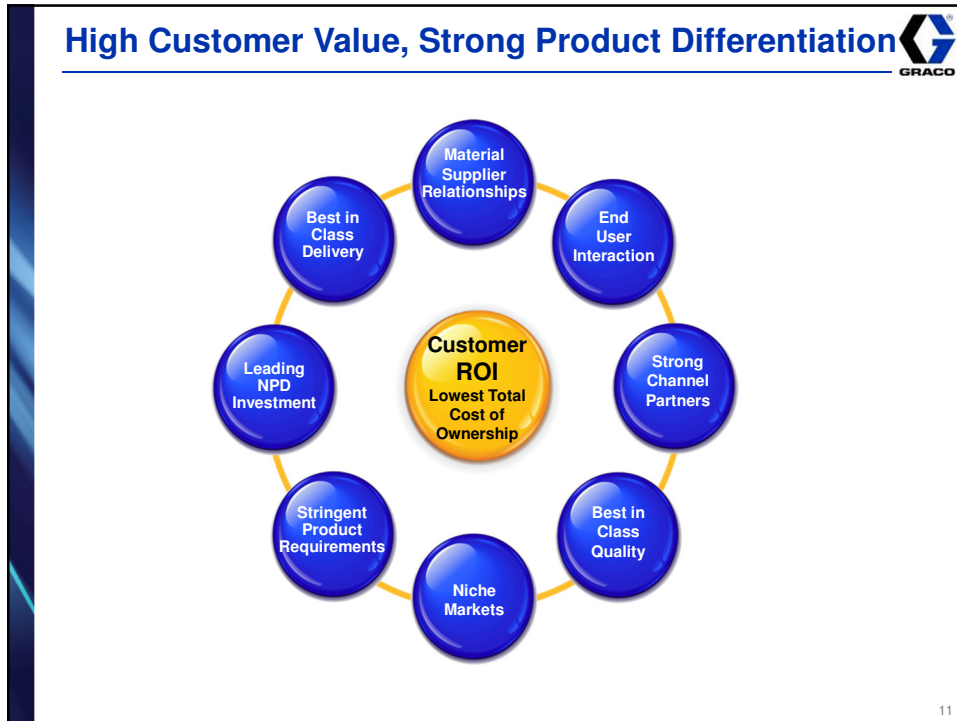 High Customer Value, Strong Product Differentiation
®
GRACO
Material
Supplier
Relationships
End
User
Interaction
Strong
Channel
Partners
Best in
Class
Quality
Niche
Markets
Stringent
Product
Requirements
Leading
NPD
Investment
Best in
Class
Delivery
Customer
ROI
Lowest Total
Cost of
Ownership
11